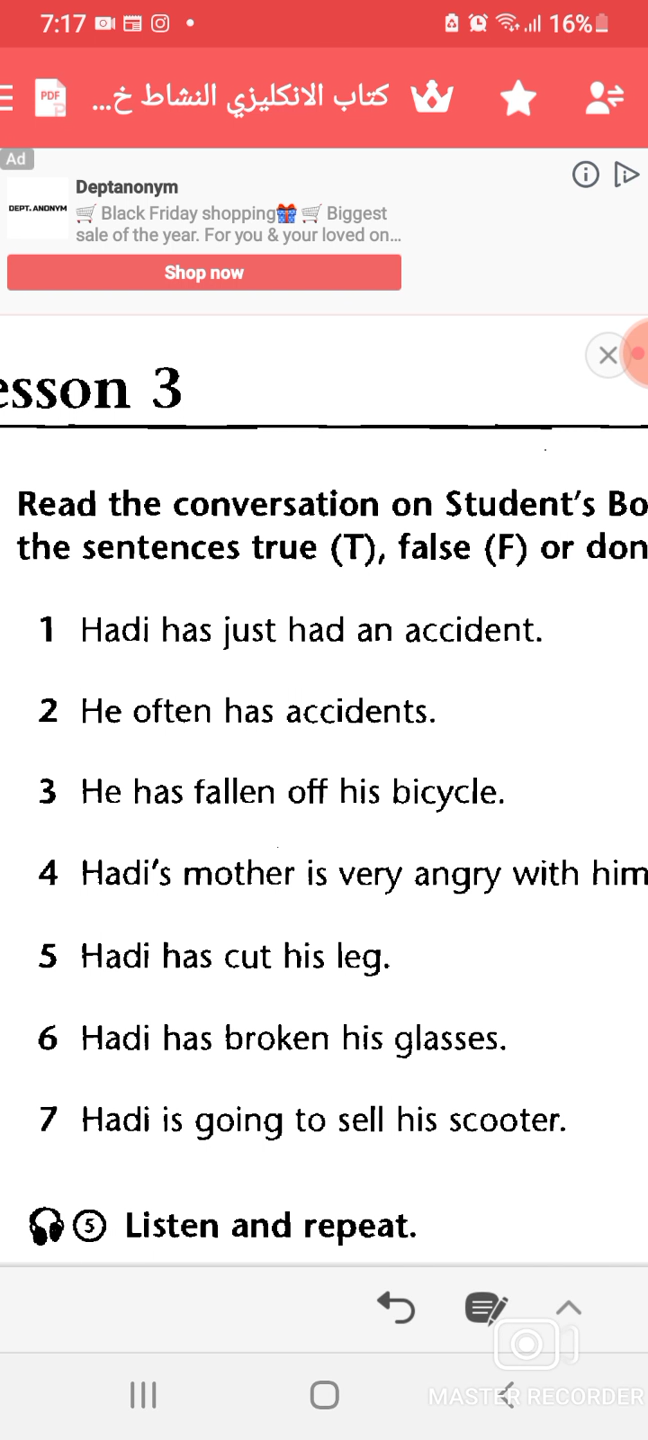 7:17 16%
كتاب الانكليزي النشاط خ...
Ad
Deptanonym
DEPT. ANONYM
🛒 Black Friday shopping🎁 🛒 Biggest
sale of the year. For you & your loved on...
Shop now
esson 3
Read the conversation on Student's Bo
the sentences true (T), false (F) or don
1 Hadi has just had an accident.
2 He often has accidents.
3 He has fallen off his bicycle.
4 Hadi's mother is very angry with him
5 Hadi has cut his leg.
6 Hadi has broken his glasses.
7 Hadi is going to sell his scooter.
5 Listen and repeat.
MASTER RECORDER